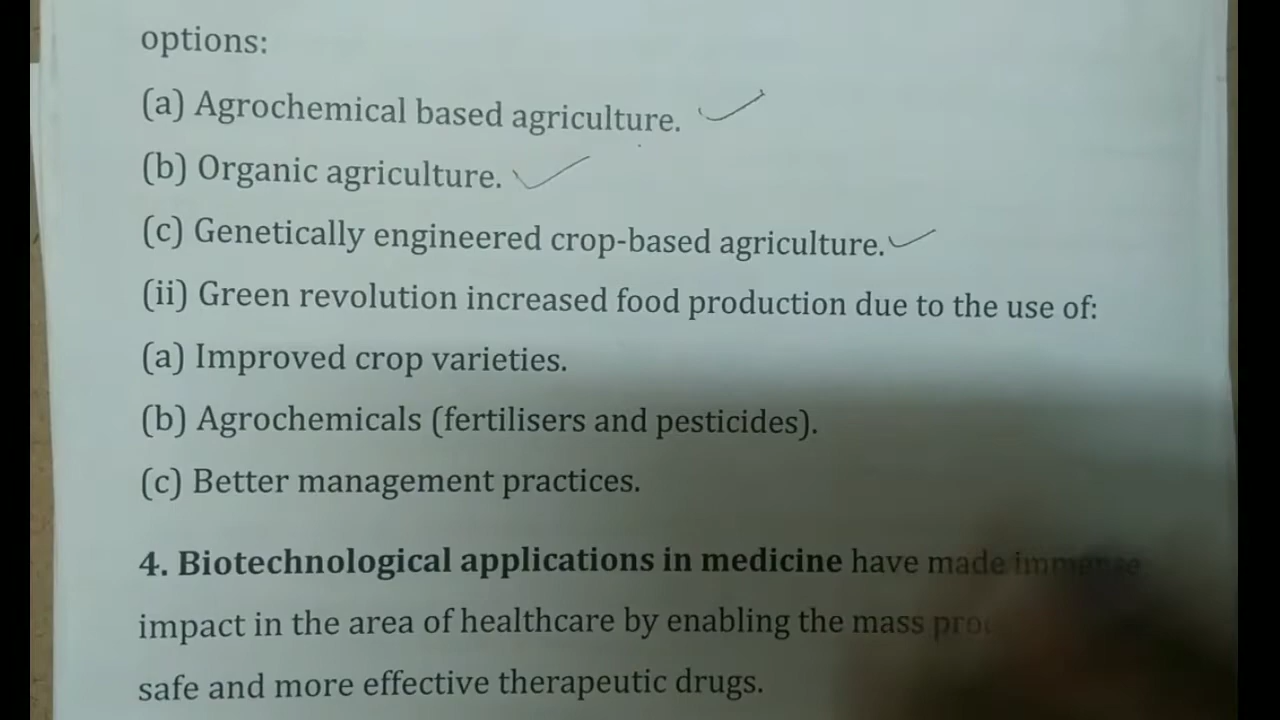 options:
(a) Agrochemical based agriculture.
(b) Organic agriculture.
(c) Genetically engineered crop-based agriculture.
(ii) Green revolution increased food production due to the use of:
(a) Improved crop varieties.
(b) Agrochemicals (fertilisers and pesticides).
(c) Better management practices.
4. Biotechnological applications in medicine have made immense
impact in the area of healthcare by enabling the mass
safe and more effective therapeutic drugs.